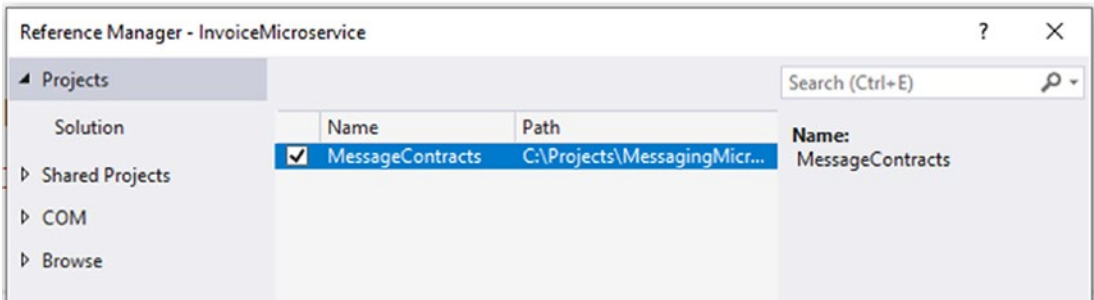 Reference Manager - InvoiceMicroservice ? ✕
Projects
Search (Ctrl+E)
Solution
Name Path
Name:
MessageContracts C:\Projects\MessagingMicr...
MessageContracts
Shared Projects
COM
Browse